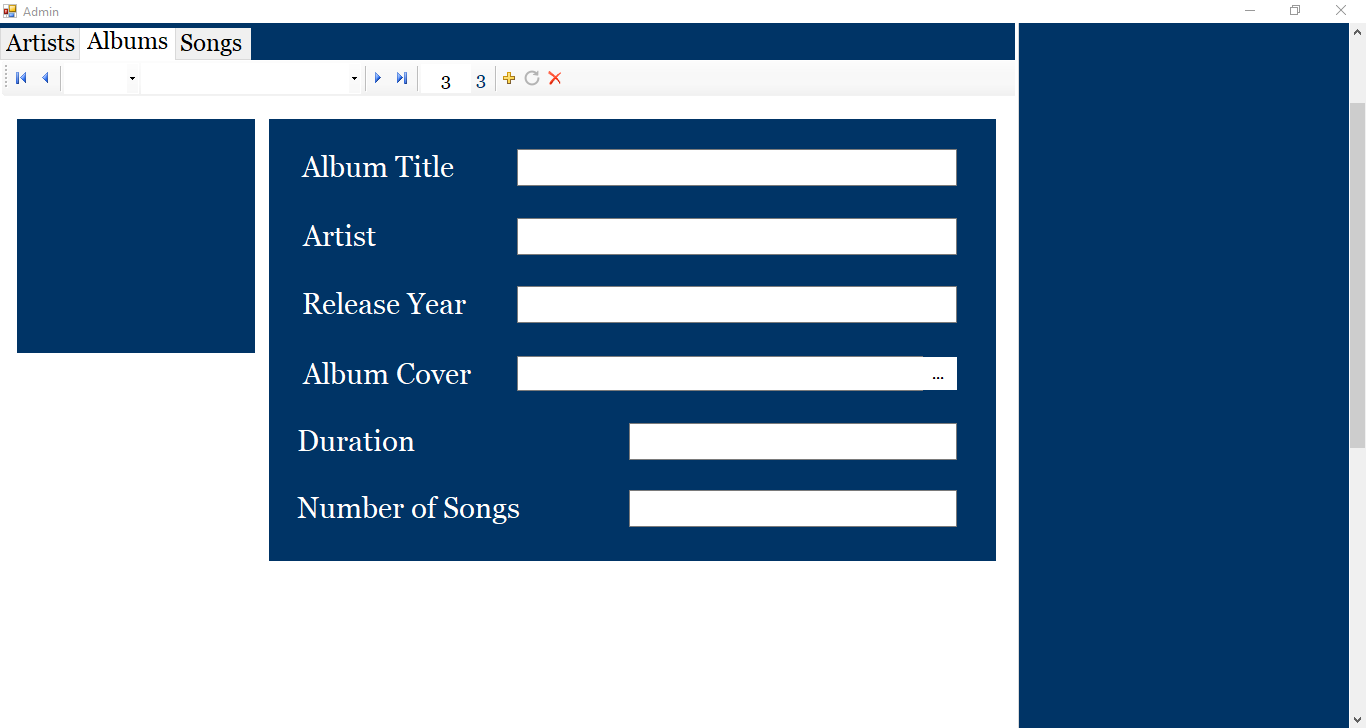 Admin
Artists Albums Songs
3 3
Album Title
Artist
Release Year
Album Cover ...
Duration
Number of Songs